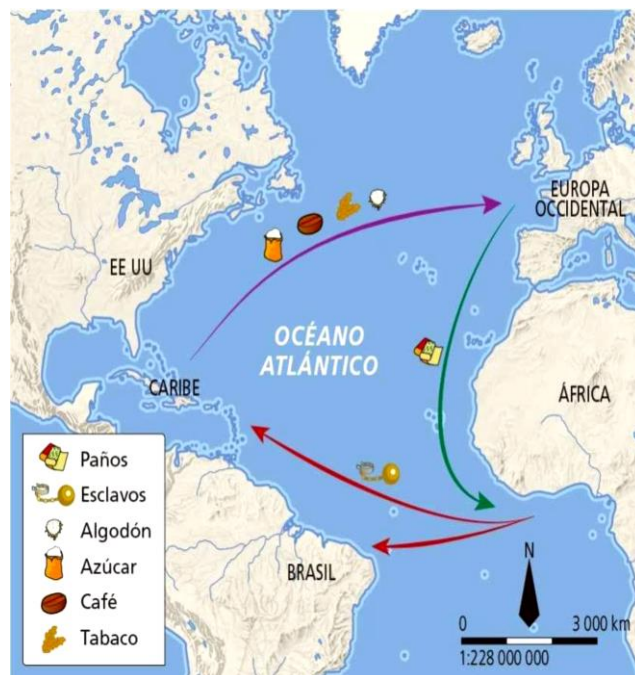 EUROPA
OCCIDENTAL
EE UU
OCÉANO
ATLÁNTICO
CARIBE
ÁFRICA
Paños
Esclavos
Algodón
Azúcar
Café
Tabaco
BRASIL
N
0 3 000 km
1:228 000 000